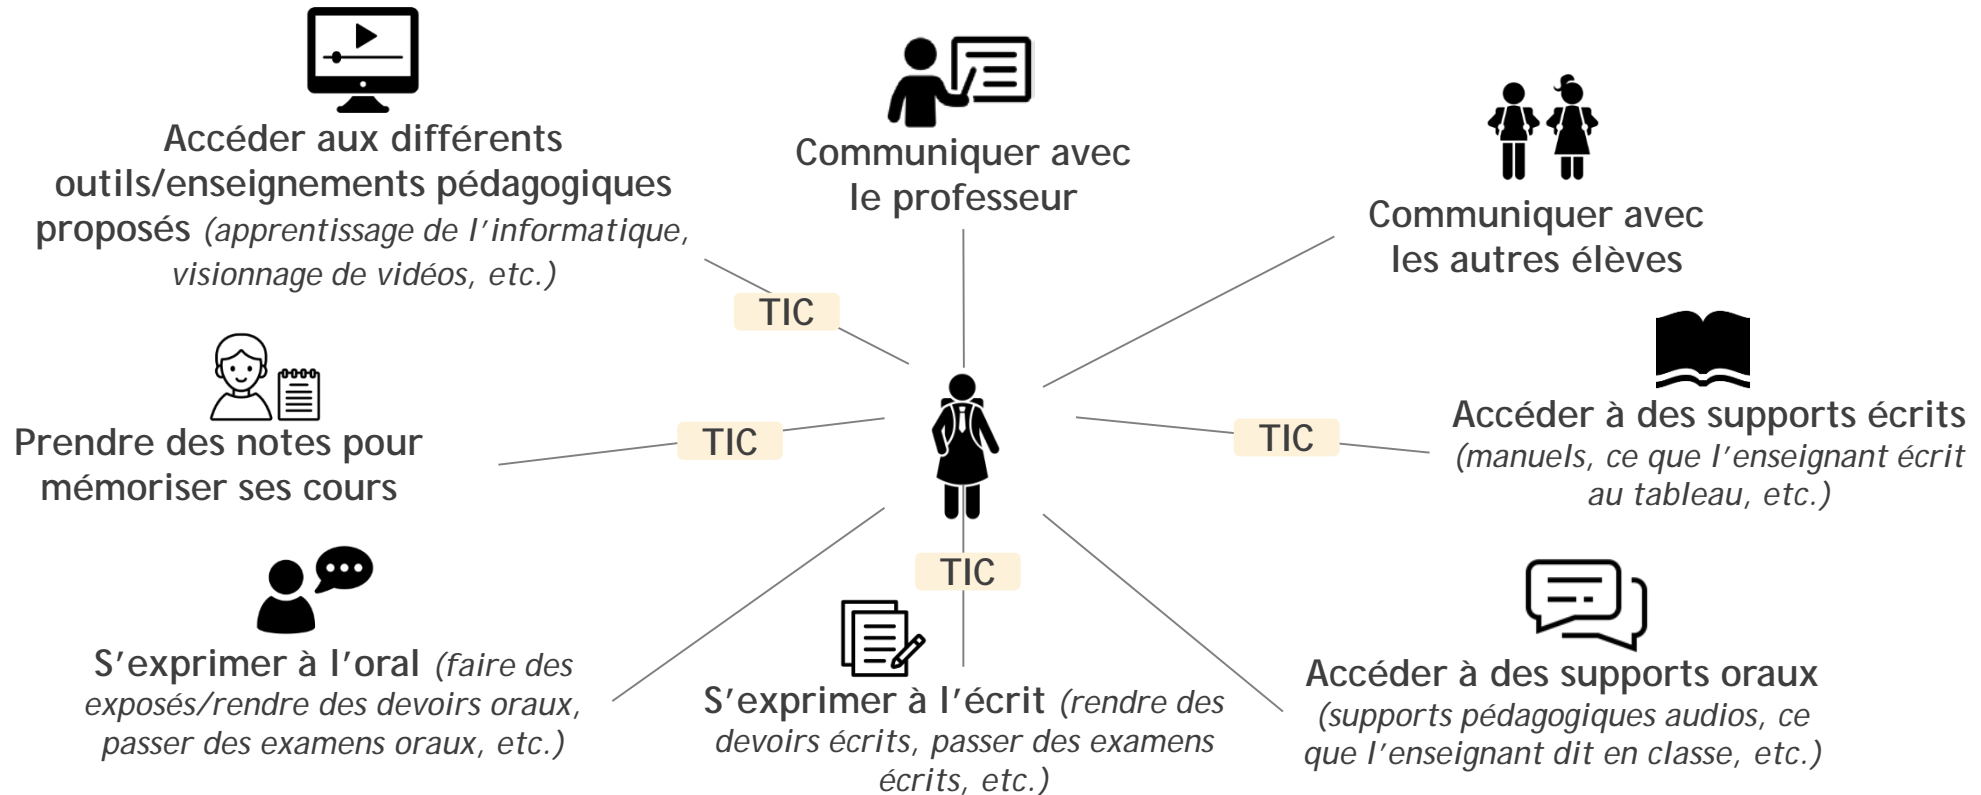 Accéder aux différents
outils/enseignements pédagogiques
proposés (apprentissage de l'informatique,
visionnage de vidéos, etc.)
Communiquer avec
le professeur
Communiquer avec
les autres élèves
TIC
Prendre des notes pour
mémoriser ses cours
TIC
TIC
Accéder à des supports écrits
(manuels, ce que l'enseignant écrit
au tableau, etc.)
S'exprimer à l'oral (faire des
exposés/rendre des devoirs oraux,
passer des examens oraux, etc.)
TIC
S'exprimer à l'écrit (rendre des
devoirs écrits, passer des examens
écrits, etc.)
Accéder à des supports oraux
(supports pédagogiques audios, ce
que l'enseignant dit en classe, etc.)